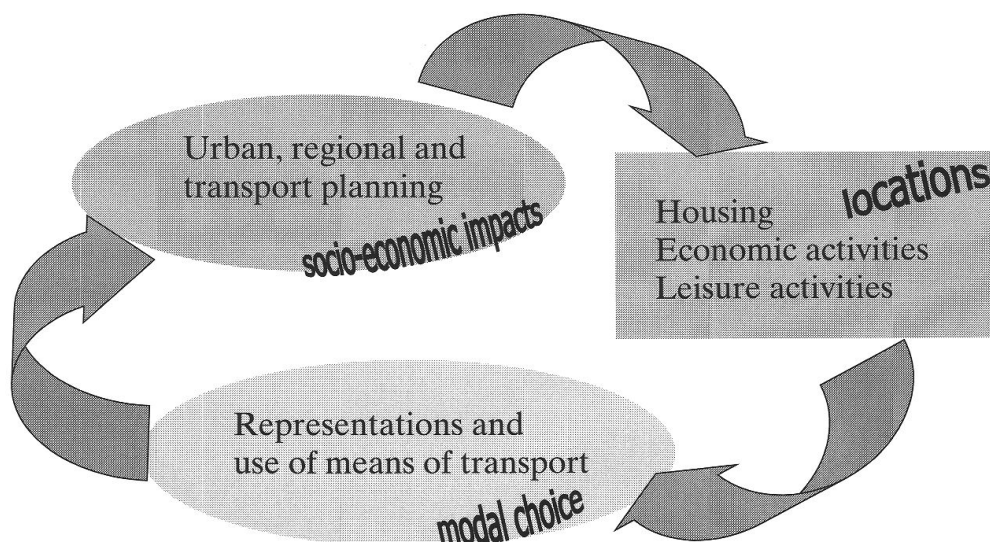 Urban, regional and
transport planning
socio-economic impacts
locations
Housing
Economic activities
Leisure activities
Representations and
use of means of transport
modal choice